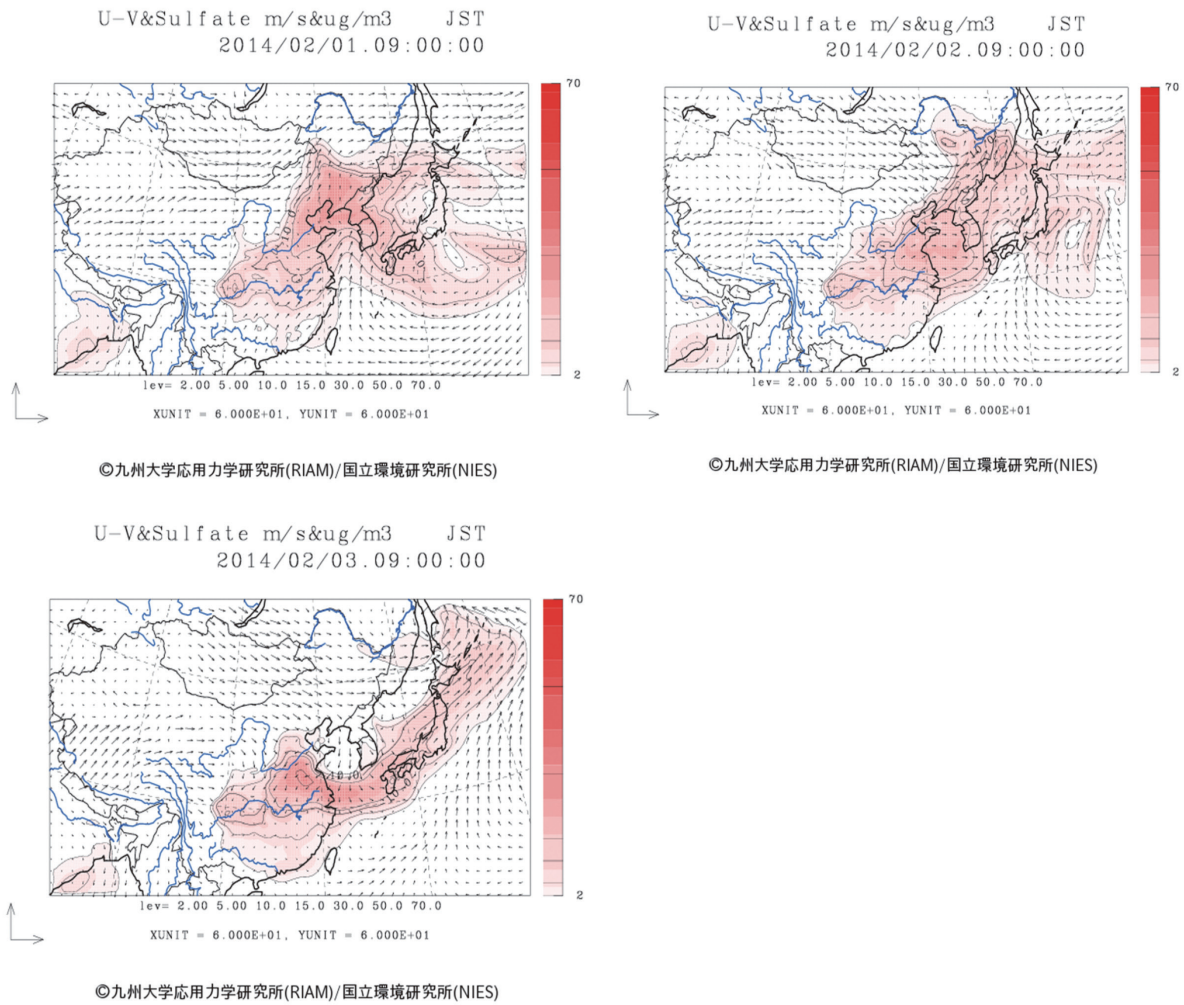 U-V&Sulfate m/s&ug/m3 JST
2014/02/01.09:00:00
70
2
10.0
lev= 2.00 5.00 10.0 15.0 30.0 50.0 70.0
XUNIT = 6.000E+01, YUNIT = 6.000E+01
©九州大学応用力学研究所(RIAM)/国立環境研究所(NIES)
U-V&Sulfate m/s&ug/m3 JST
2014/02/02.09:00:00
70
2
lev= 2.00 5.00 10.0 15.0 30.0 50.0 70.0
XUNIT = 6.000E+01, YUNIT = 6.000E+01
©九州大学応用力学研究所(RIAM)/国立環境研究所(NIES)
U-V&Sulfate m/s&ug/m3 JST
2014/02/03.09:00:00
70
2
10.0
lev= 2.00 5.00 10.0 15.0 30.0 50.0 70.0
XUNIT = 6.000E+01, YUNIT = 6.000E+01
©九州大学応用力学研究所(RIAM)/国立環境研究所(NIES)